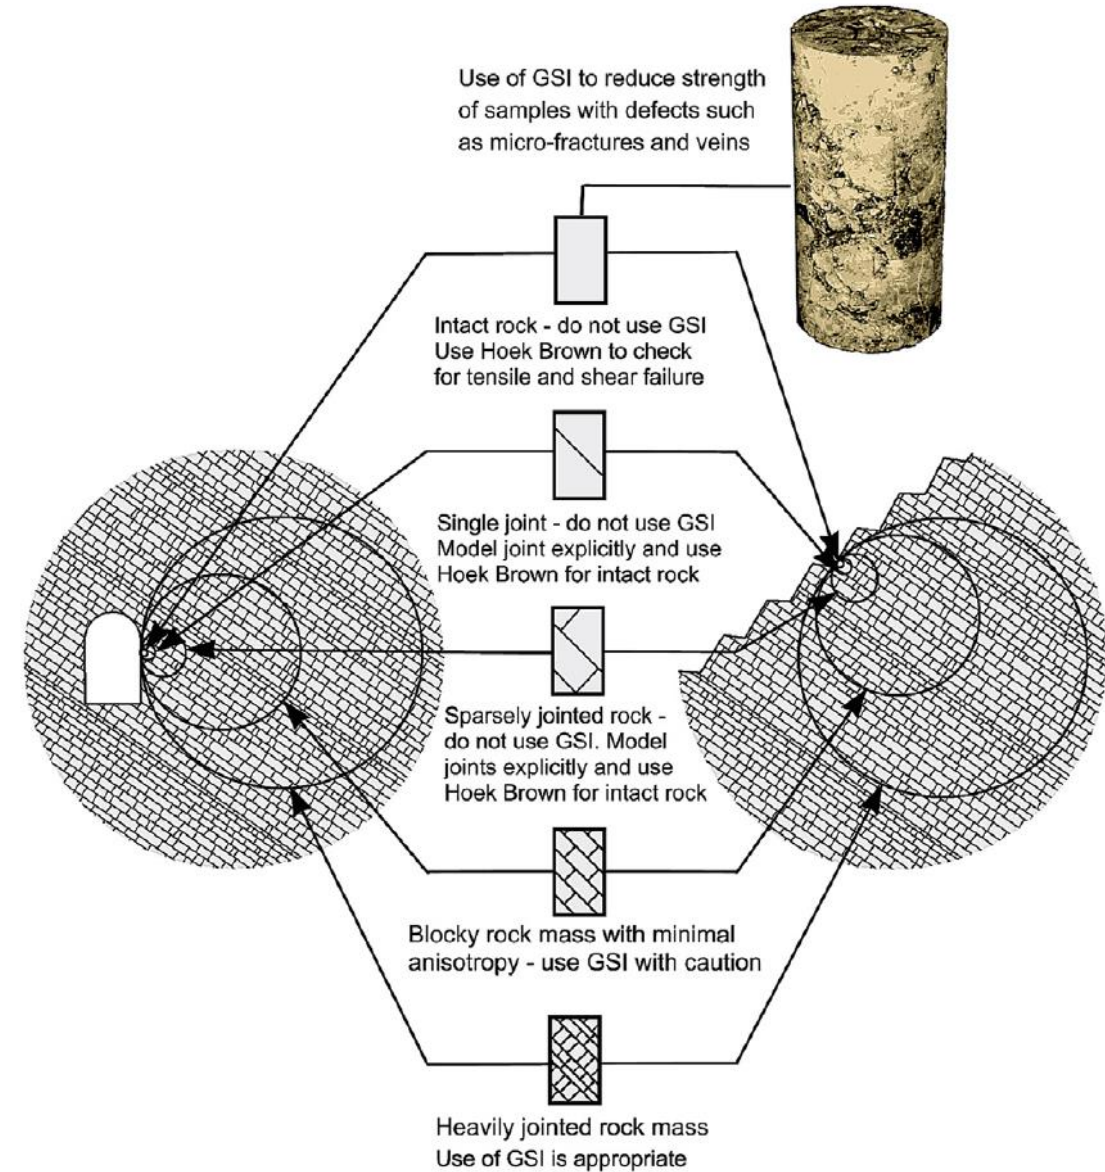 Use of GSI to reduce strength
of samples with defects such
as micro-fractures and veins
Intact rock - do not use GSI
Use Hoek Brown to check
for tensile and shear failure
Single joint - do not use GSI
Model joint explicitly and use
Hoek Brown for intact rock
Sparsely jointed rock -
do not use GSI. Model
joints explicitly and use
Hoek Brown for intact rock
Blocky rock mass with minimal
anisotropy - use GSI with caution
Heavily jointed rock mass
Use of GSI is appropriate